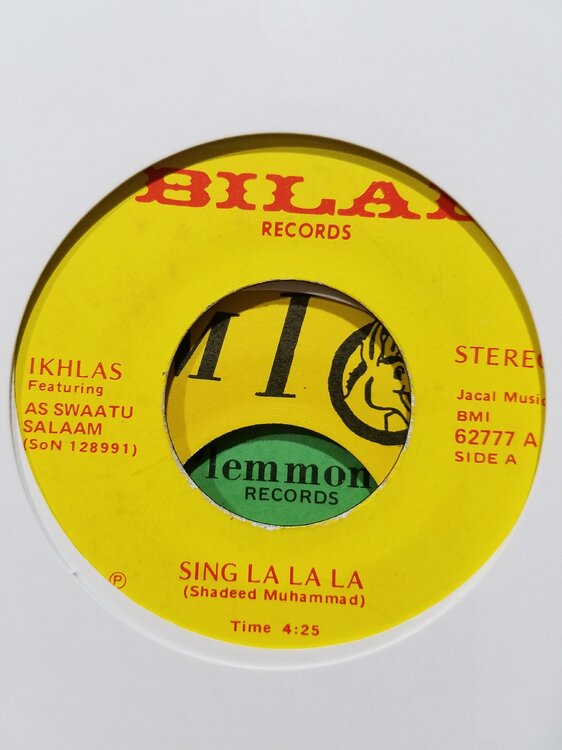 BILAL
RECORDS
IKHLAS
Featuring
AS SWAATU
SALAAM
(SoN 128991)
STEREO
Jacal Music
BMI
62777 A
SIDE A
MIO
lemmon
RECORDS
℗
SING LA LA LA
(Shadeed Muhammad)
Time 4:25